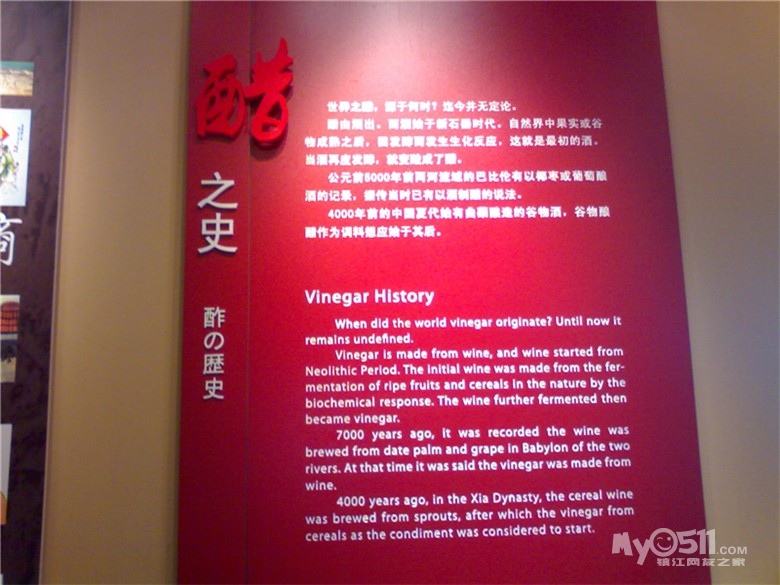 醋
之史
酢の歴史
世界之醋，源于何时？迄今并无定论。
醋由酒出。而酒始于新石器时代。自然界中果实或谷
物成熟之后，因发酵而发生生化反应，这就是最初的酒。
当酒再度发酵，就变酸成了醋。
公元前5000年前两河流域的巴比伦有以椰枣或葡萄酿
酒的记录，据传当时已有以酒制醋的说法。
4000年前的中国夏代始有曲蘖酿造的谷物酒，谷物酿
醋作为调料想应始于其后。
Vinegar History
When did the world vinegar originate? Until now it
remains undefined.
Vinegar is made from wine, and wine started from
Neolithic Period. The initial wine was made from the fer-
mentation of ripe fruits and cereals in the nature by the
biochemical response. The wine further fermented then
became vinegar.
7000 years ago, it was recorded the wine was
brewed from date palm and grape in Babylon of the two
rivers. At that time it was said the vinegar was made from
wine.
4000 years ago, in the Xia Dynasty, the cereal wine
was brewed from sprouts, after which the vinegar from
cereals as the condiment was considered to start.
My0511.com
镇江网友之家